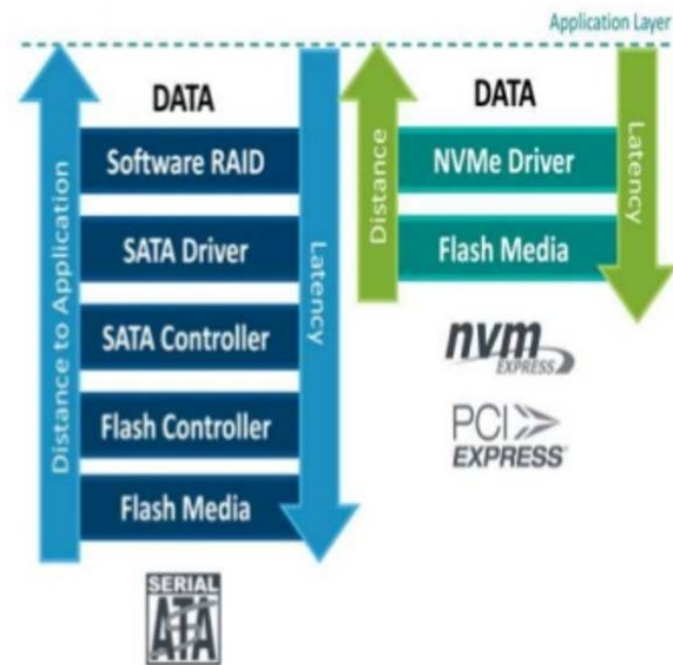 Application Layer
DATA
Software RAID
SATA Driver
SATA Controller
Flash Controller
Flash Media
Distance to Application
Latency
SERIAL
ATA
DATA
NVMe Driver
Flash Media
Distance
Latency
nvm
EXPRESS
PCI
EXPRESS®